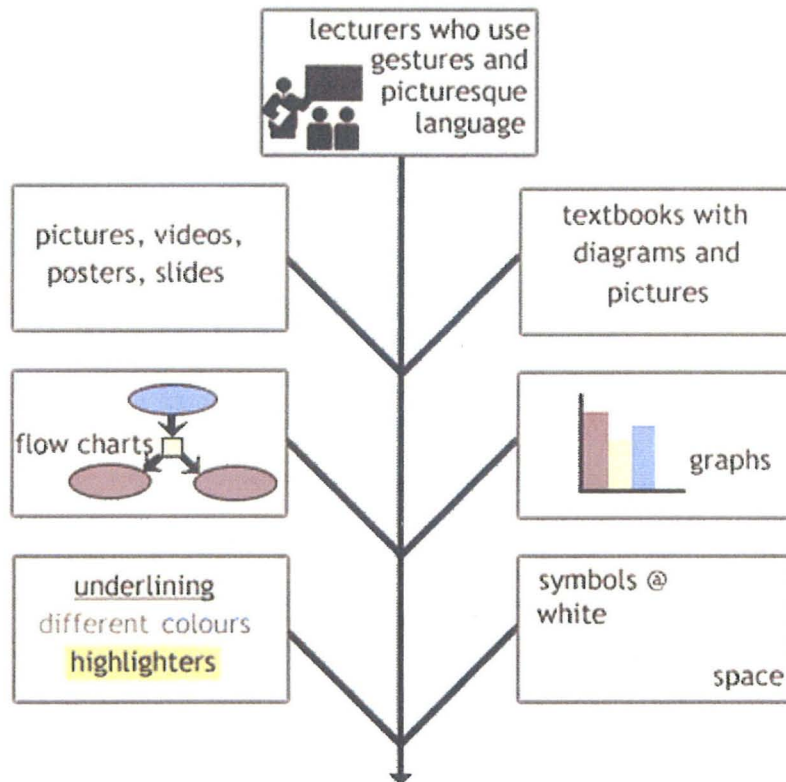 lecturers who use
gestures and
picturesque
language
pictures, videos,
posters, slides
textbooks with
diagrams and
pictures
flow charts
graphs
underlining
different colours
highlighters
symbols @
white
space